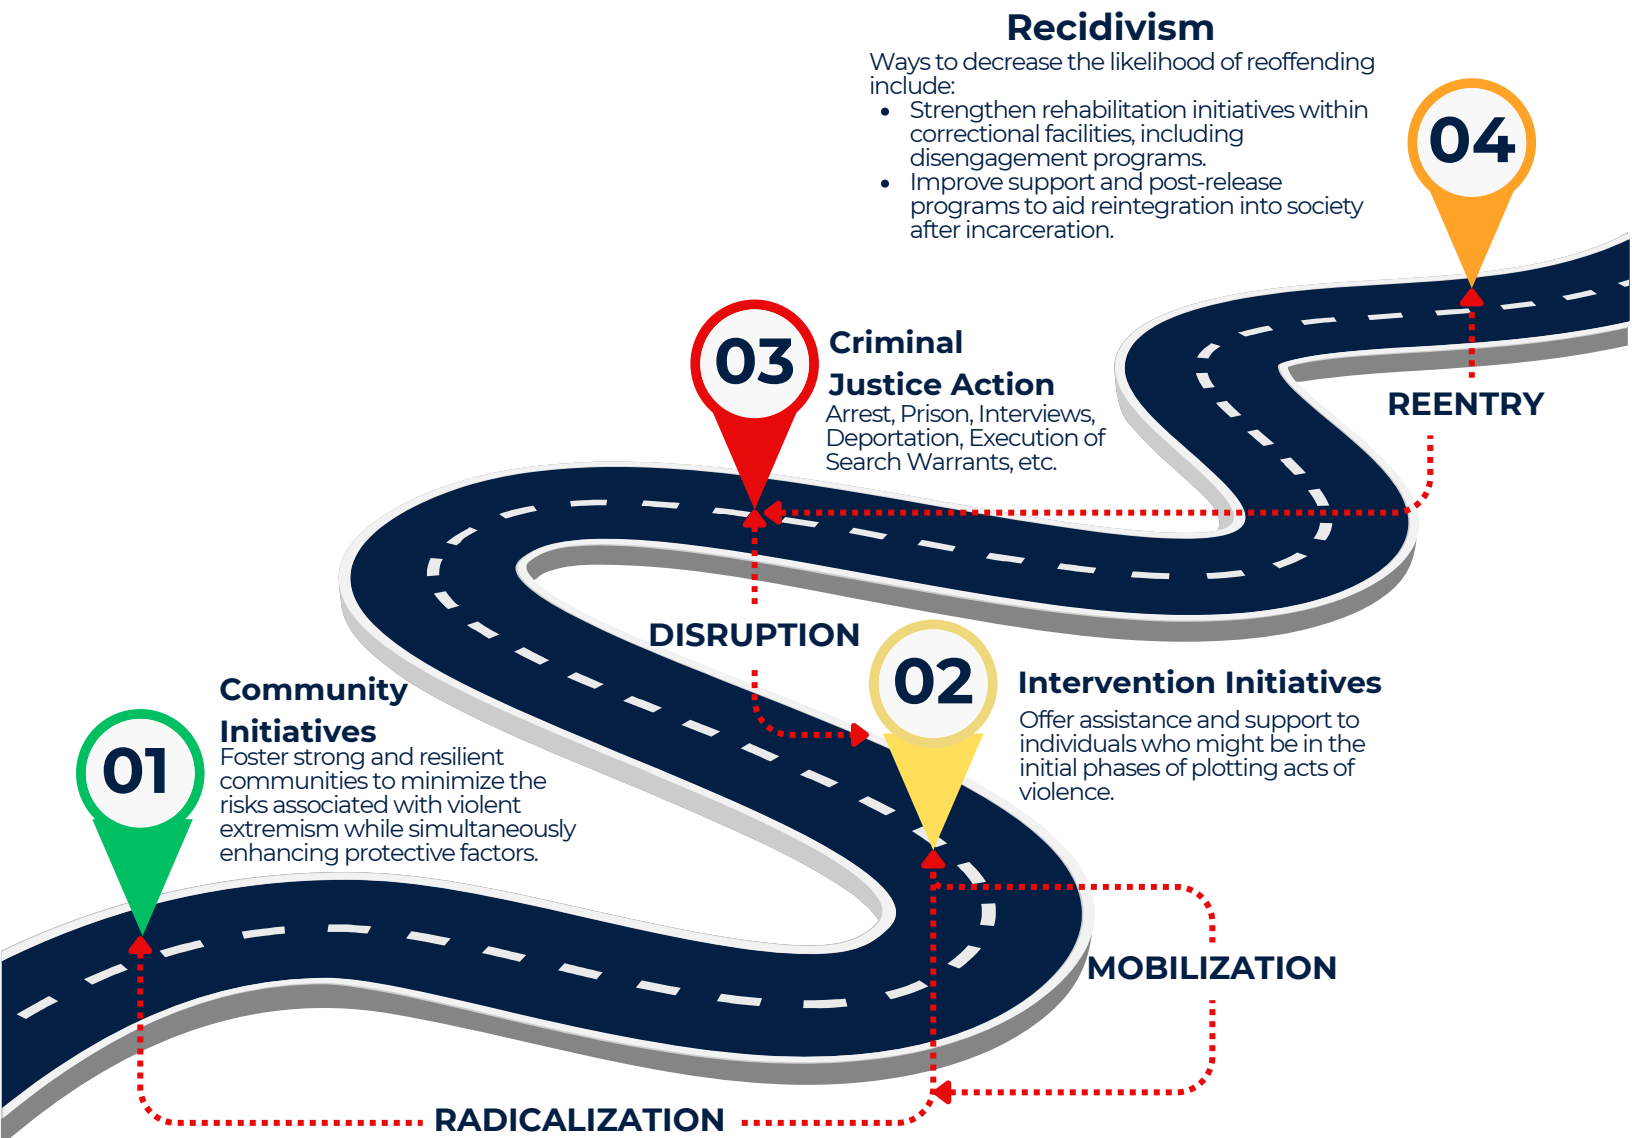 Recidivism
Ways to decrease the likelihood of reoffending
include:
• Strengthen rehabilitation initiatives within
correctional facilities, including
disengagement programs.
• Improve support and post-release
programs to aid reintegration into society
after incarceration.
04
REENTRY
03
Criminal
Justice Action
Arrest, Prison, Interviews,
Deportation, Execution of
Search Warrants, etc.
DISRUPTION
02
Intervention Initiatives
Offer assistance and support to
individuals who might be in the
initial phases of plotting acts of
violence.
01
Community
Initiatives
Foster strong and resilient
communities to minimize the
risks associated with violent
extremism while simultaneously
enhancing protective factors.
MOBILIZATION
RADICALIZATION